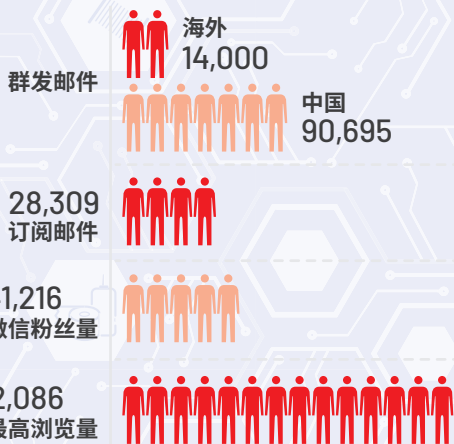 海外
14,000
群发邮件
中国
90,695
28,309
订阅邮件
1,216
信粉丝量
2,086
高浏览量